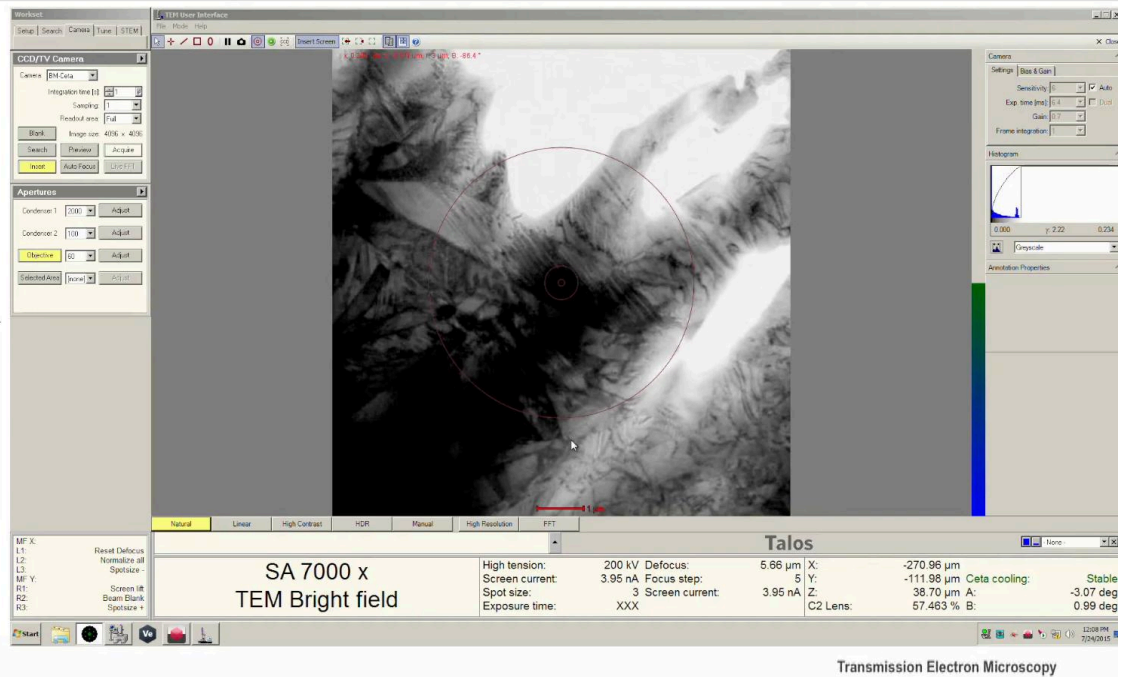 Workset
TEM User Interface
Setup Search Camera Tune STEM
File Mode Help
Insert Screen
CCD/TV Camera
Camera BM-Ceta
Integration time [s] 1
Sampling: 1
Readout area: Full
Blank Image size: 4096 x 4096
Search Preview Acquire
Insert Auto Focus Live FFT
Apertures
Condenser 1 2000 Adjust
Condenser 2 100 Adjust
Objective 60 Adjust
Selected Area [none] Adjust
Camera
Settings Bias & Gain
Sensitivity: 6 Auto
Exp. time [ms]: 6.4 Dual
Gain: 0.7
Frame integration: 1
Histogram
0.000 γ: 2.22 0.234
Greyscale
Annotation Properties
Natural Linear High Contrast HDR Manual High Resolution FFT
Talos
- None -
MF X:
L1: Reset Defocus
L2: Normalize all
L3: Spotsize -
MF Y:
R1: Screen lift
R2: Beam Blank
R3: Spotsize +
SA 7000 x
TEM Bright field
High tension: 200 kV Defocus: 5.66 µm X: -270.96 µm
Screen current: 3.95 nA Focus step: 5 Y: -111.98 µm Ceta cooling: Stable
Spot size: 3 Screen current: 3.95 nA Z: 38.70 µm A: -3.07 deg
Exposure time: XXX C2 Lens: 57.463 % B: 0.99 deg
Start
12:08 PM
7/24/2015
Transmission Electron Microscopy